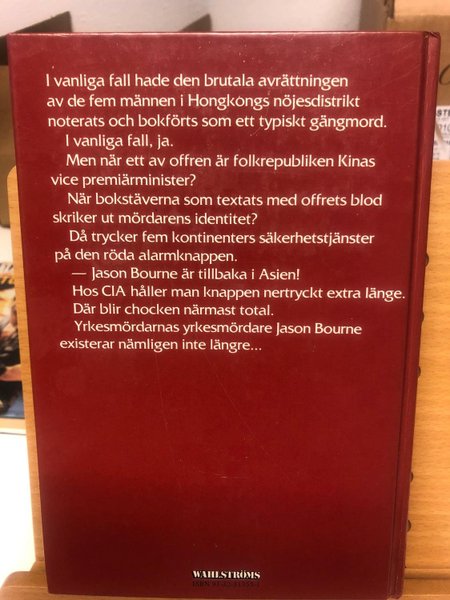 I vanliga fall hade den brutala avrättningen
av de fem männen i Hongkongs nöjesdistrikt
noterats och bokförts som ett typiskt gängmord.
I vanliga fall, ja.
Men när ett av offren är folkrepubliken Kinas
vice premiärminister?
När bokstäverna som textats med offrets blod
skriker ut mördarens identitet?
Då trycker fem kontinenters säkerhetstjänster
på den röda alarmknappen.
— Jason Bourne är tillbaka i Asien!
Hos CIA håller man knappen nertryckt extra länge.
Där blir chocken närmast total.
Yrkesmördarnas yrkesmördare Jason Bourne
existerar nämligen inte längre...
WAHLSTRÖMS
ISBN